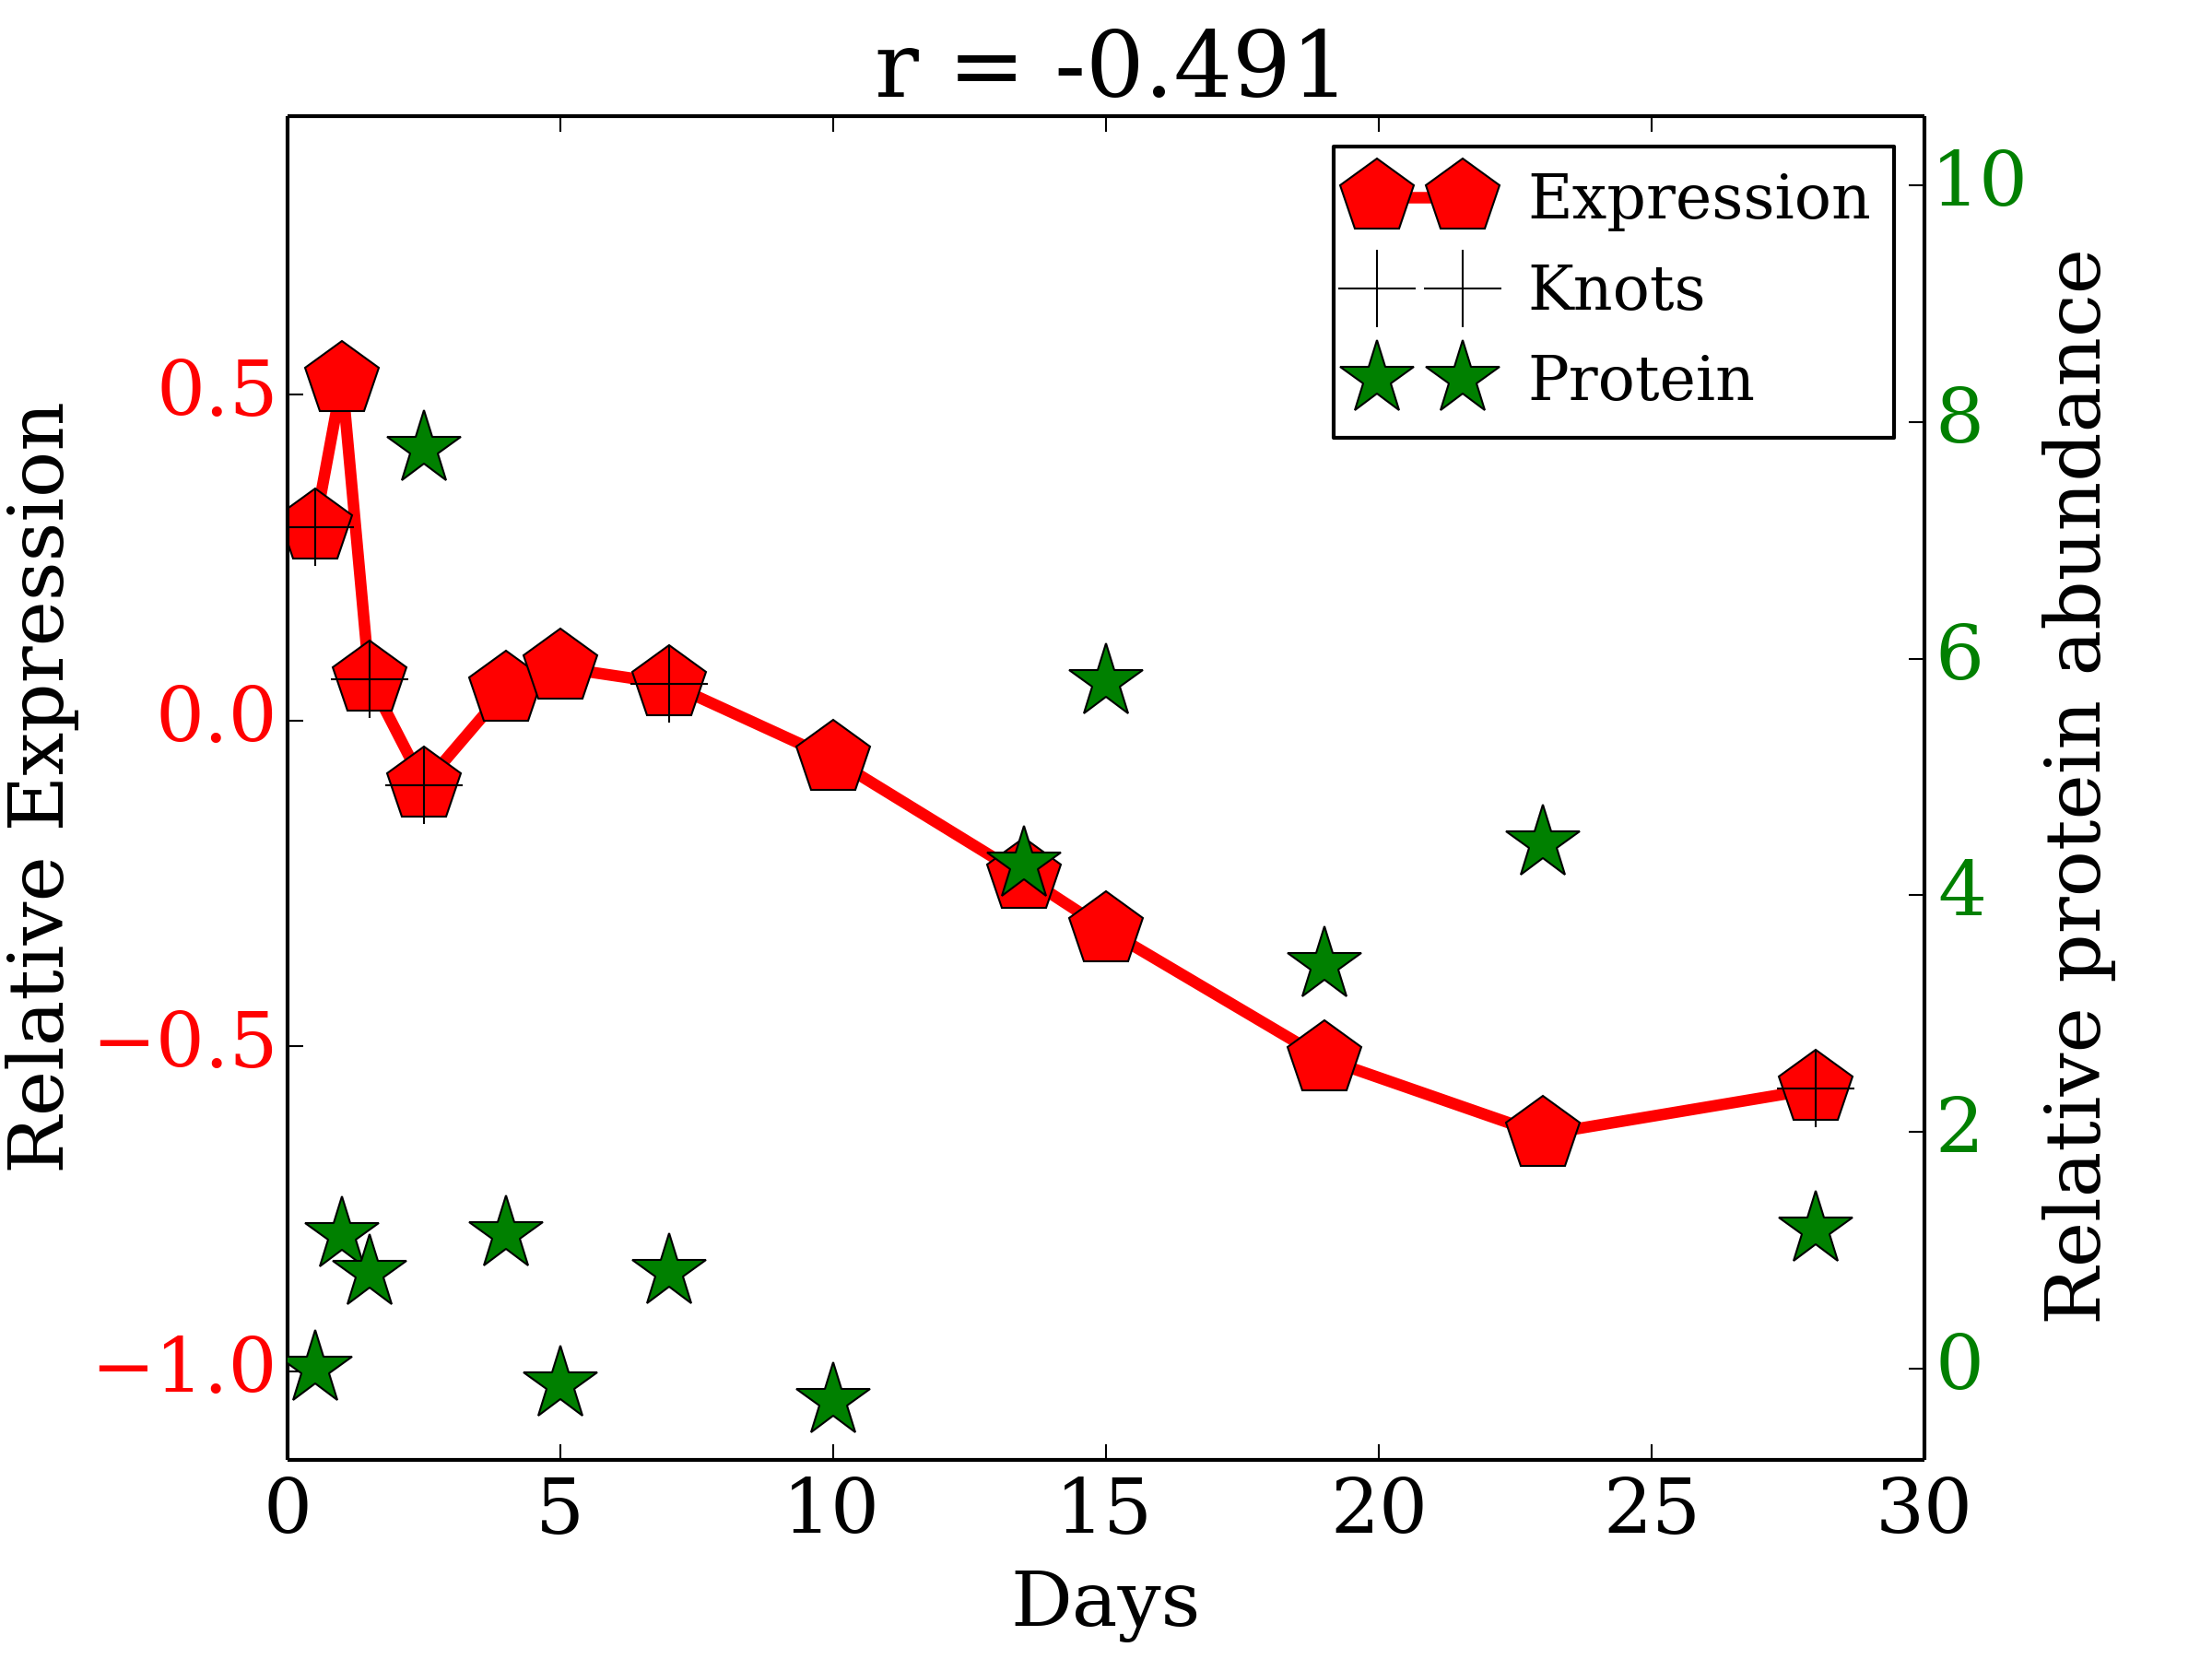 r = -0.491
Expression
Knots
Protein
0.5
0.0
−0.5
−1.0
Relative Expression
10
8
6
4
2
0
Relative protein abundance
0 5 10 15 20 25 30
Days